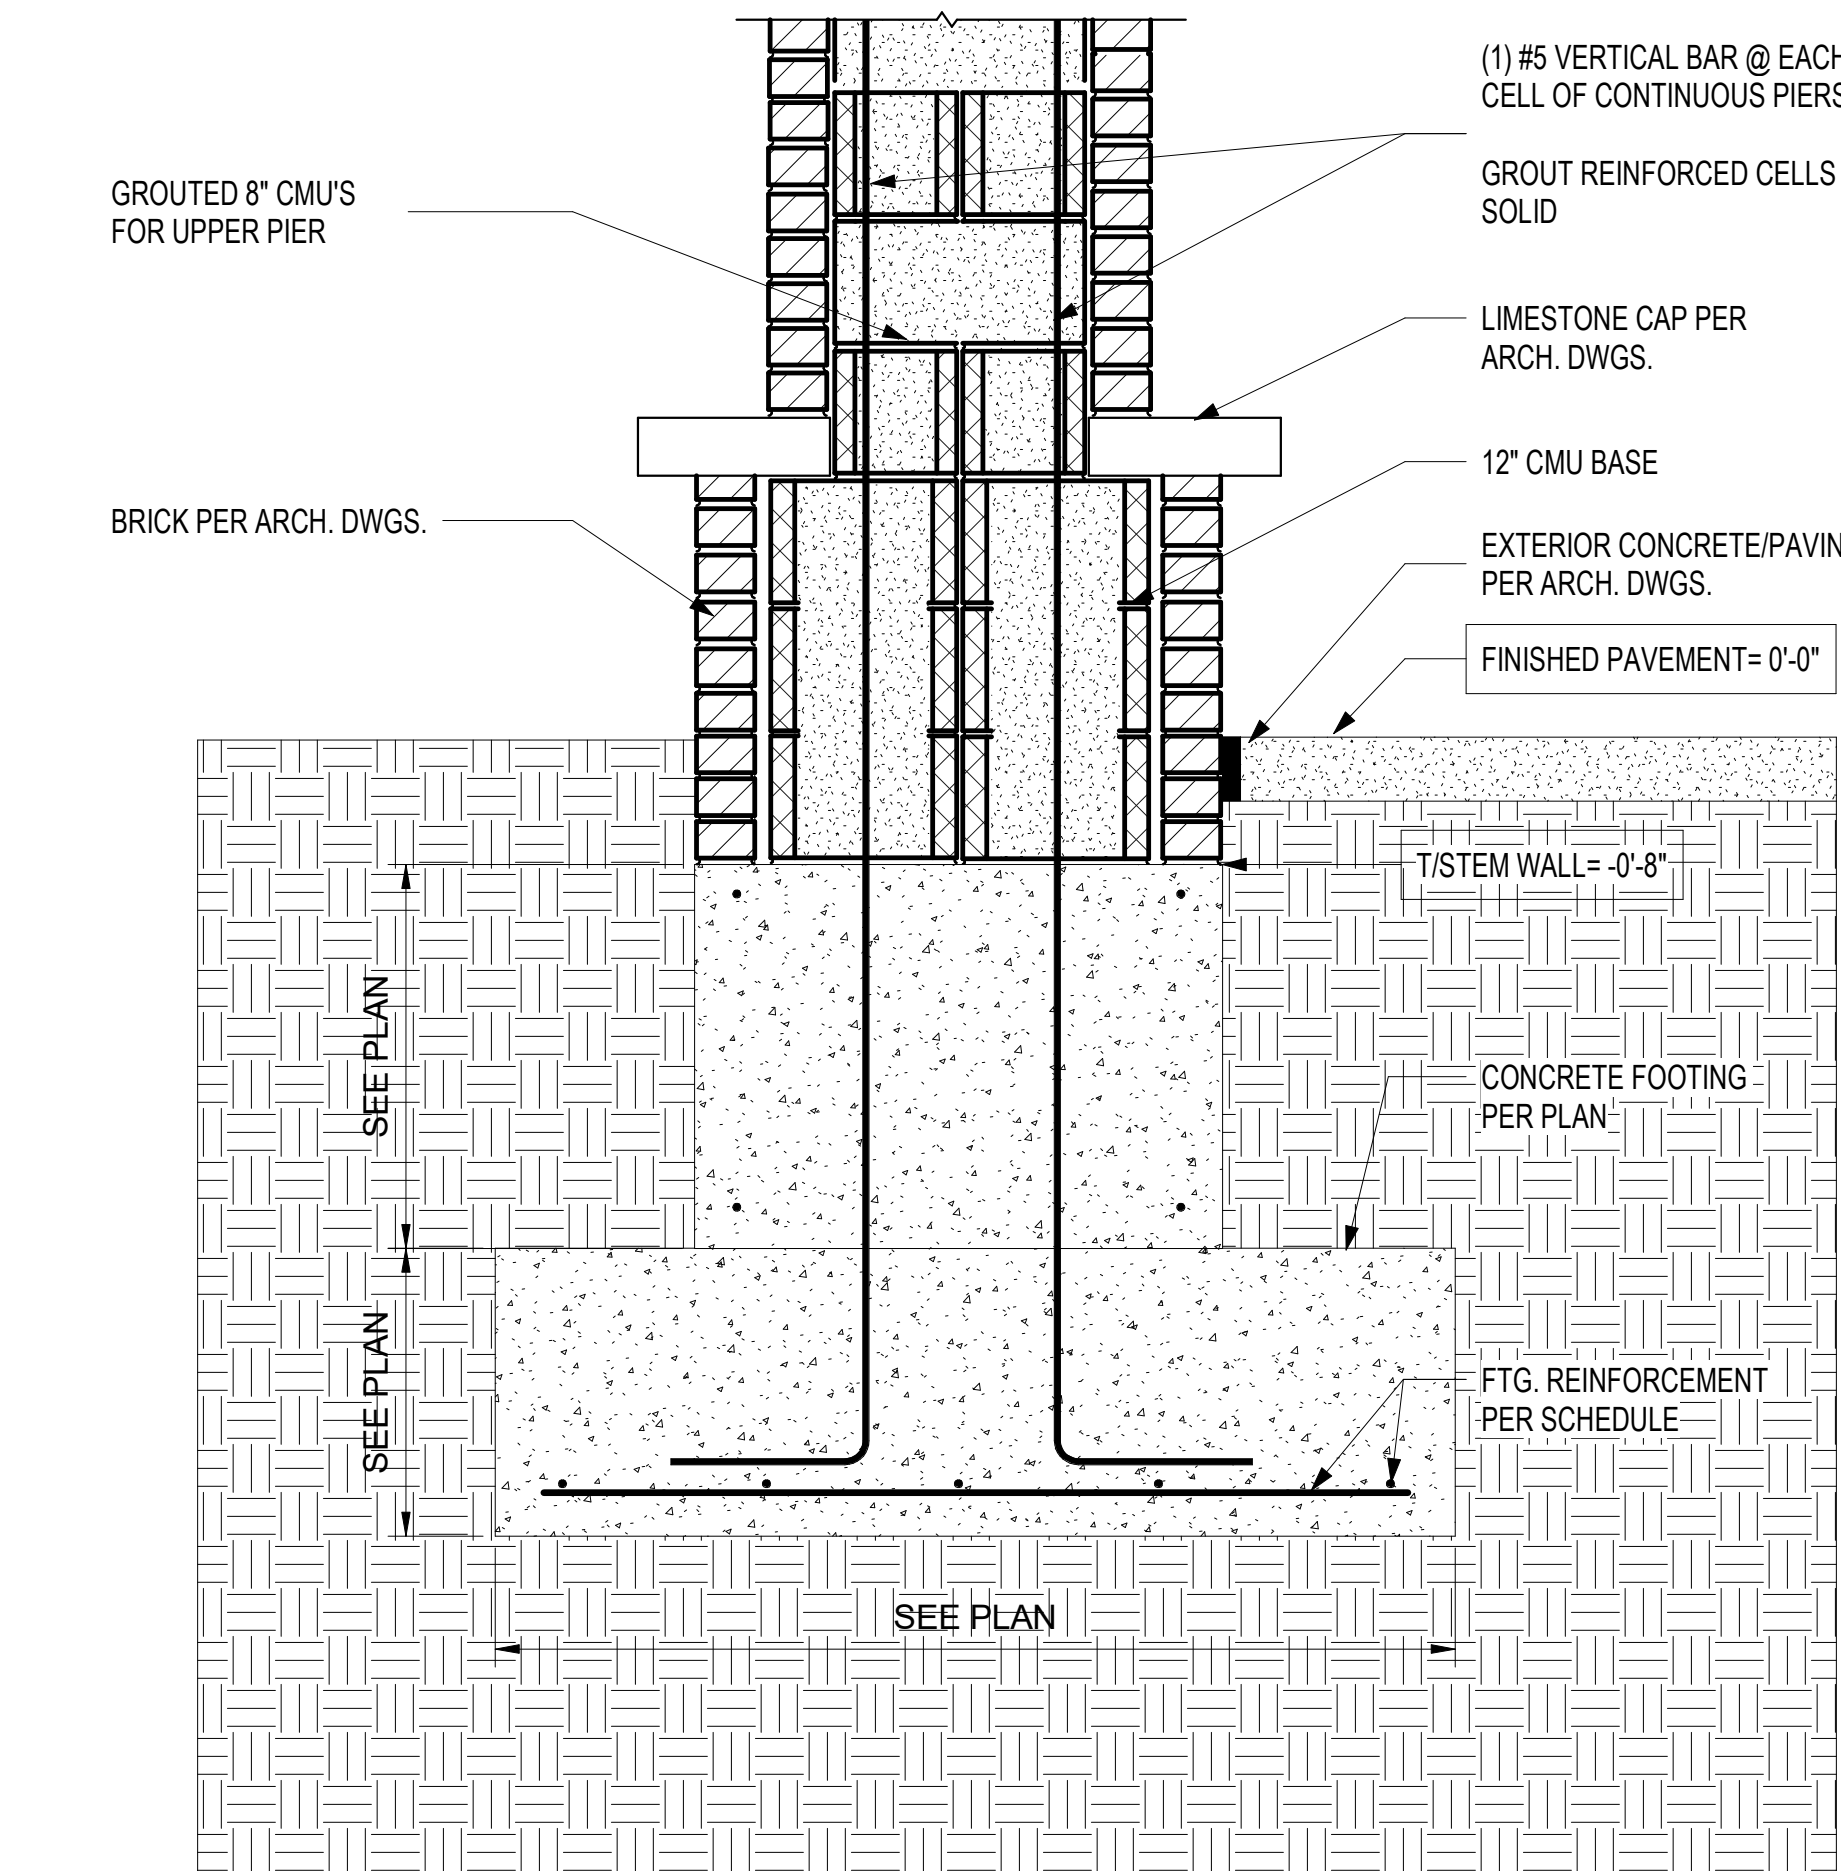 (1) #5 VERTICAL BAR @ EACH
CELL OF CONTINUOUS PIERS
GROUT REINFORCED CELLS
SOLID
GROUTED 8" CMU'S
FOR UPPER PIER
LIMESTONE CAP PER
ARCH. DWGS.
12" CMU BASE
BRICK PER ARCH. DWGS.
EXTERIOR CONCRETE/PAVIN
PER ARCH. DWGS.
FINISHED PAVEMENT= 0'-0"
T/STEM WALL= -0'-8"
SEE PLAN
CONCRETE FOOTING
PER PLAN
SEE PLAN
FTG. REINFORCEMENT
PER SCHEDULE
SEE PLAN